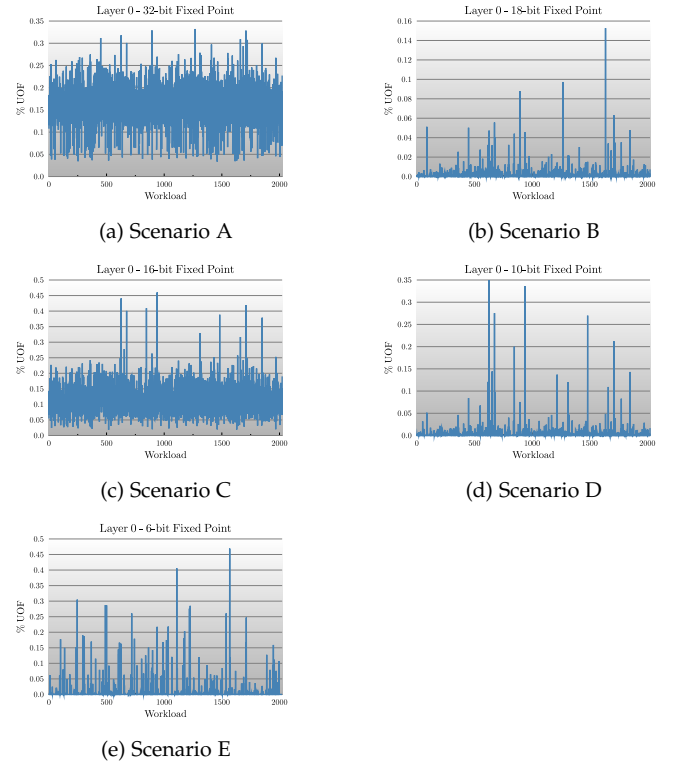 Layer 0 - 32-bit Fixed Point
% UOF
0.35
0.3
0.25
0.2
0.15
0.1
0.05
0.0
0 500 1000 1500 2000
Workload
(a) Scenario A
Layer 0 - 18-bit Fixed Point
% UOF
0.16
0.14
0.12
0.1
0.08
0.06
0.04
0.02
0.0
0 500 1000 1500 2000
Workload
(b) Scenario B
Layer 0 - 16-bit Fixed Point
% UOF
0.5
0.45
0.4
0.35
0.3
0.25
0.2
0.15
0.1
0.05
0.0
0 500 1000 1500 2000
Workload
(c) Scenario C
Layer 0 - 10-bit Fixed Point
% UOF
0.35
0.3
0.25
0.2
0.15
0.1
0.05
0.0
0 500 1000 1500 2000
Workload
(d) Scenario D
Layer 0 - 6-bit Fixed Point
% UOF
0.5
0.45
0.4
0.35
0.3
0.25
0.2
0.15
0.1
0.05
0.0
0 500 1000 1500 2000
Workload
(e) Scenario E